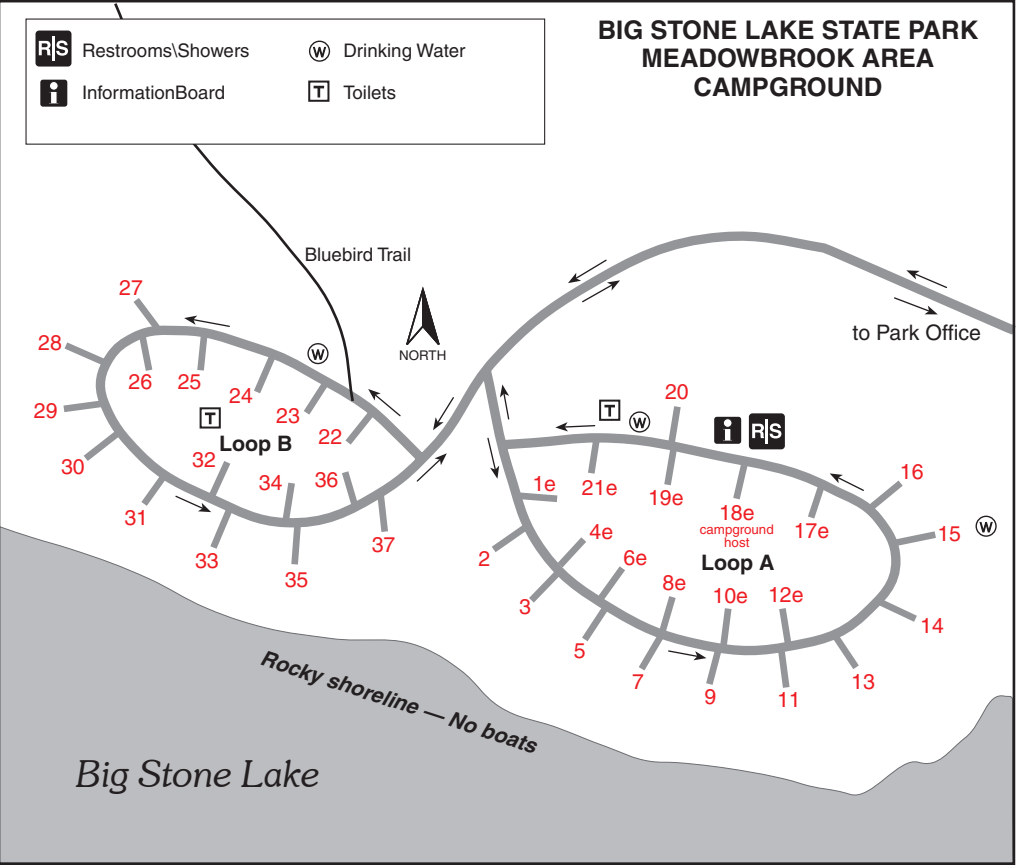 BIG STONE LAKE STATE PARK
MEADOWBROOK AREA
CAMPGROUND
R|S Restrooms\Showers
W Drinking Water
i InformationBoard
T Toilets
Bluebird Trail
NORTH
to Park Office
27
28
29
30
31
26
25
24
23
22
W
T
Loop B
32
34
36
33
35
37
20
T
W
i
R|S
16
15
W
14
13
1e
21e
19e
18e
campground
host
17e
Loop A
2
4e
6e
8e
10e
12e
3
5
7
9
11
Rocky shoreline — No boats
Big Stone Lake